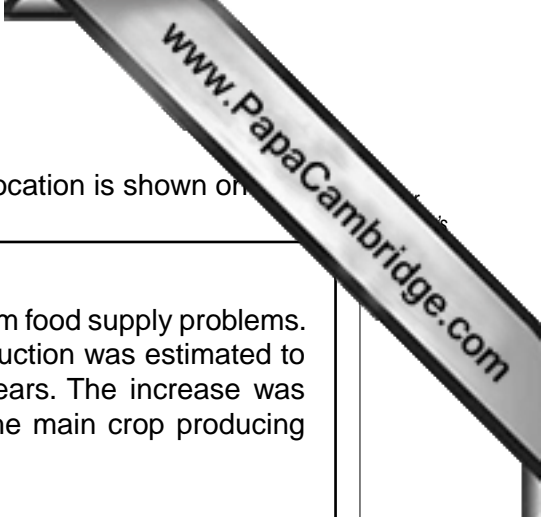 www.PapaCambridge.com
ocation is shown on
m food supply problems.
uction was estimated to
ears. The increase was
ne main crop producing